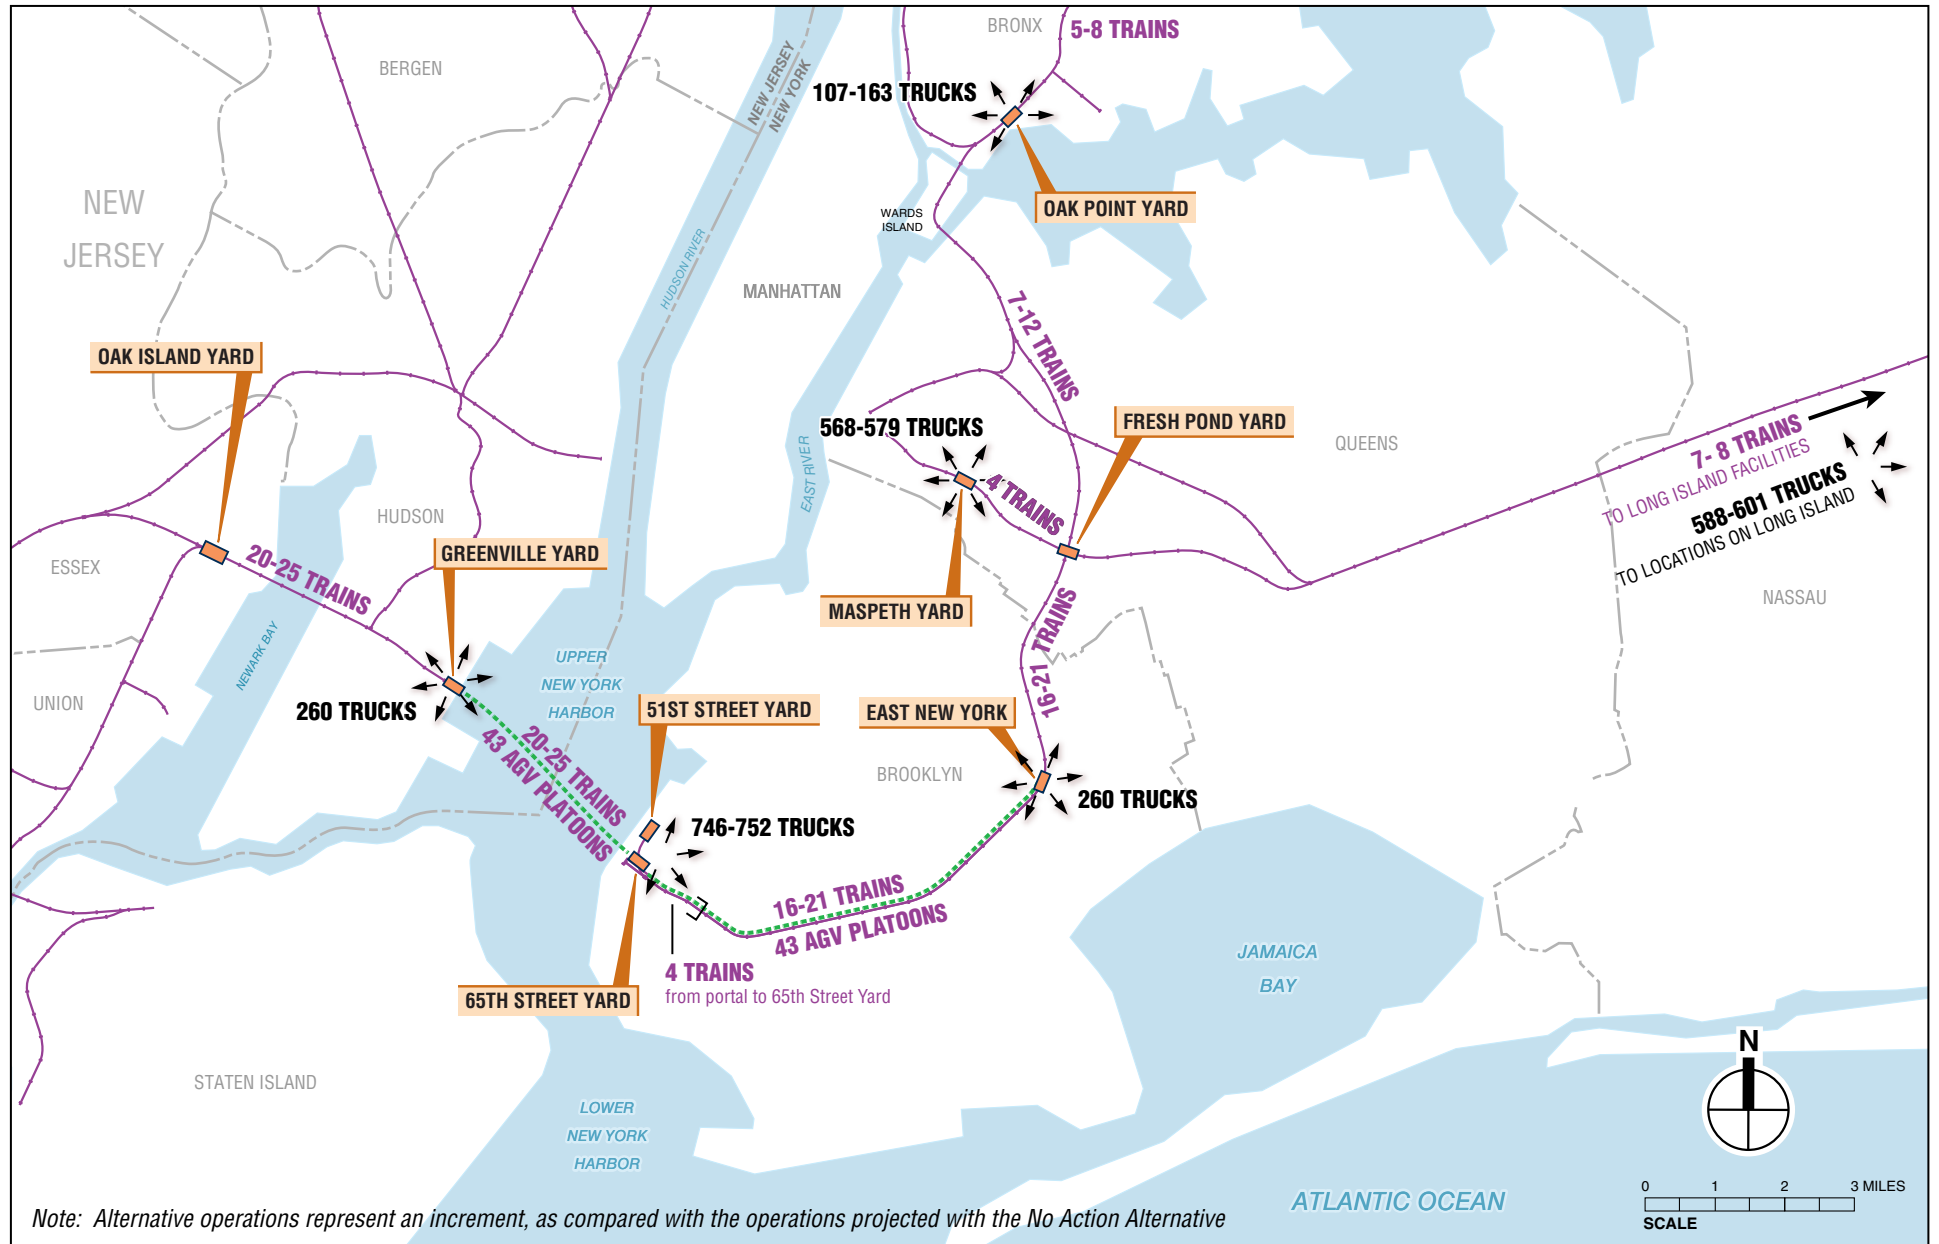 BRONX
5-8 TRAINS
BERGEN
NEW JERSEY
NEW YORK
107-163 TRUCKS
NEW
JERSEY
OAK POINT YARD
WARDS
ISLAND
HUDSON RIVER
MANHATTAN
7-12 TRAINS
OAK ISLAND YARD
568-579 TRUCKS
FRESH POND YARD
QUEENS
7- 8 TRAINS
TO LONG ISLAND FACILITIES
588-601 TRUCKS
TO LOCATIONS ON LONG ISLAND
EAST RIVER
4 TRAINS
HUDSON
ESSEX
20-25 TRAINS
GREENVILLE YARD
MASPETH YARD
NASSAU
16-21 TRAINS
NEWARK BAY
UPPER
NEW YORK
HARBOR
UNION
260 TRUCKS
51ST STREET YARD
EAST NEW YORK
20-25 TRAINS
43 AGV PLATOONS
BROOKLYN
260 TRUCKS
746-752 TRUCKS
16-21 TRAINS
43 AGV PLATOONS
4 TRAINS
from portal to 65th Street Yard
65TH STREET YARD
JAMAICA
BAY
STATEN ISLAND
LOWER
NEW YORK
HARBOR
N
ATLANTIC OCEAN
0 1 2 3 MILES
SCALE
Note: Alternative operations represent an increment, as compared with the operations projected with the No Action Alternative